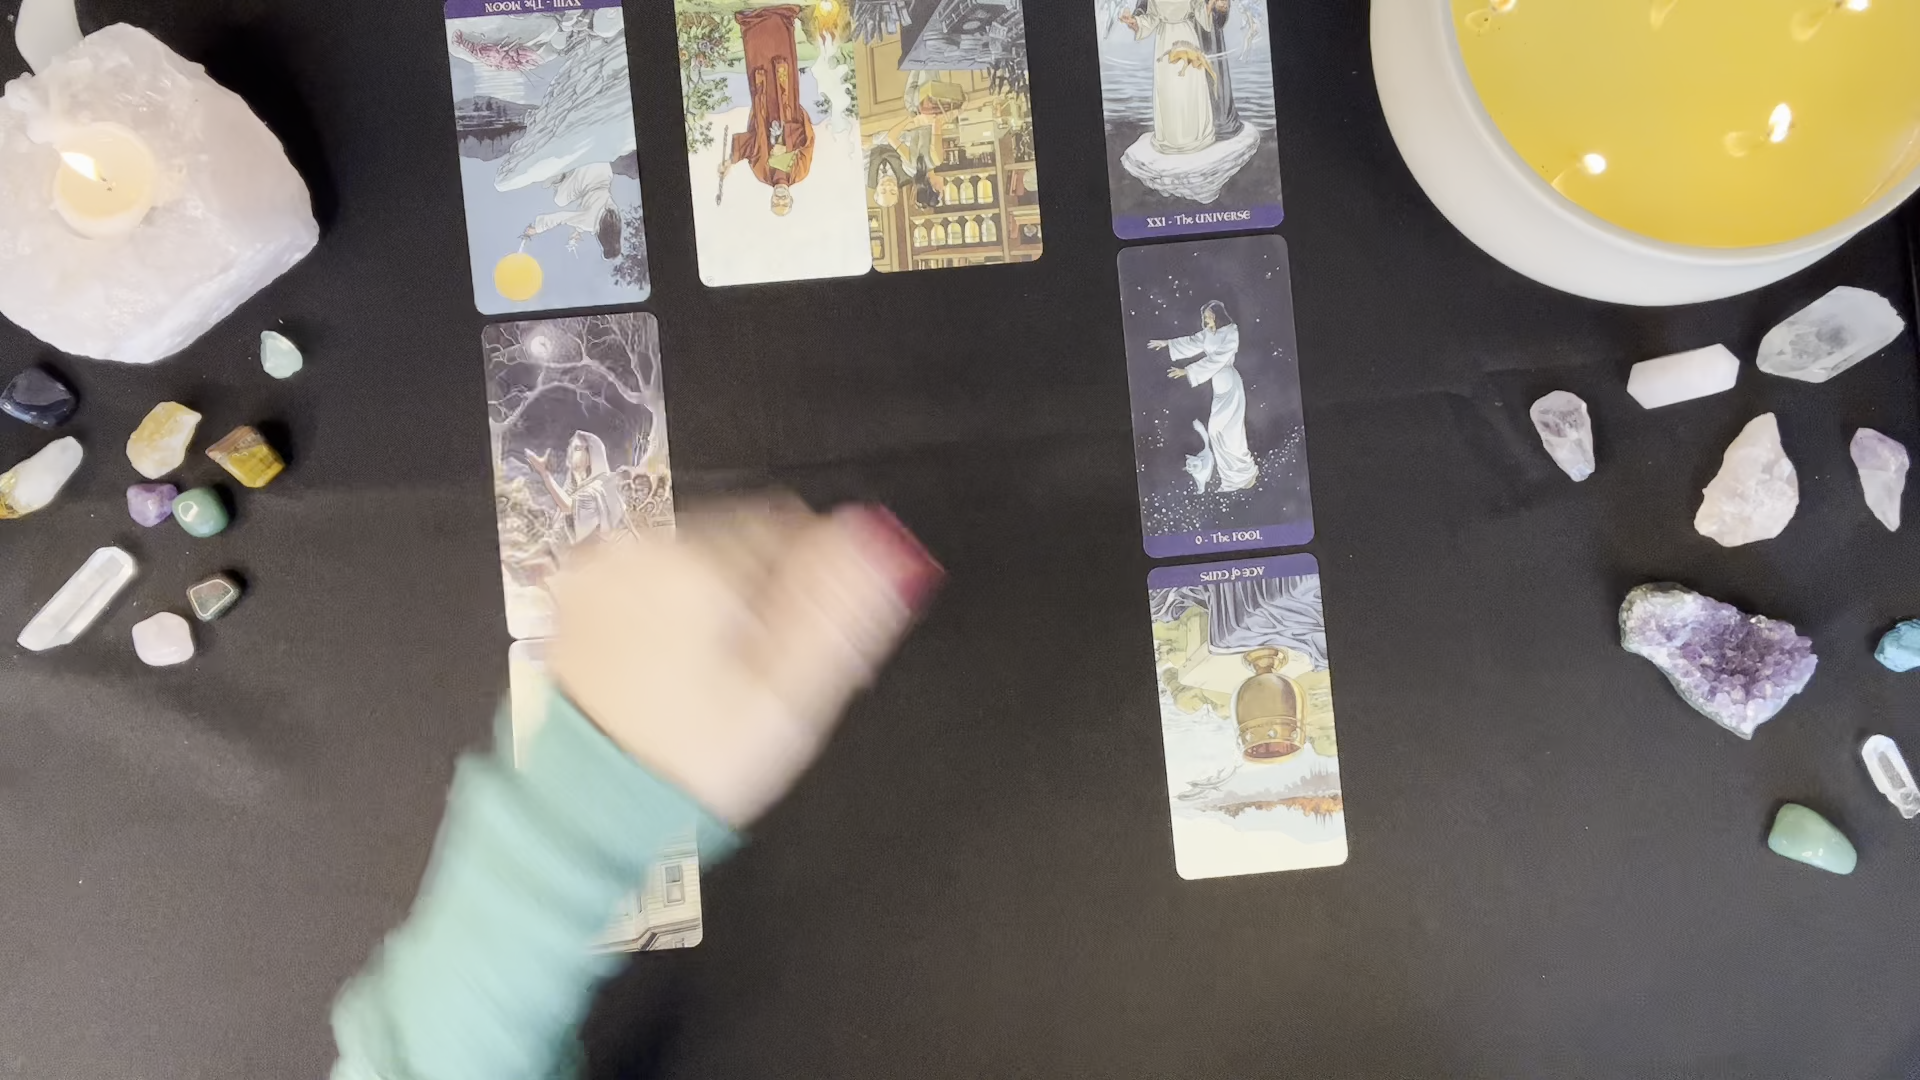 XVIII - The MOON
XXI - The UNIVERSE
0 - The FOOL
ACE of CUPS